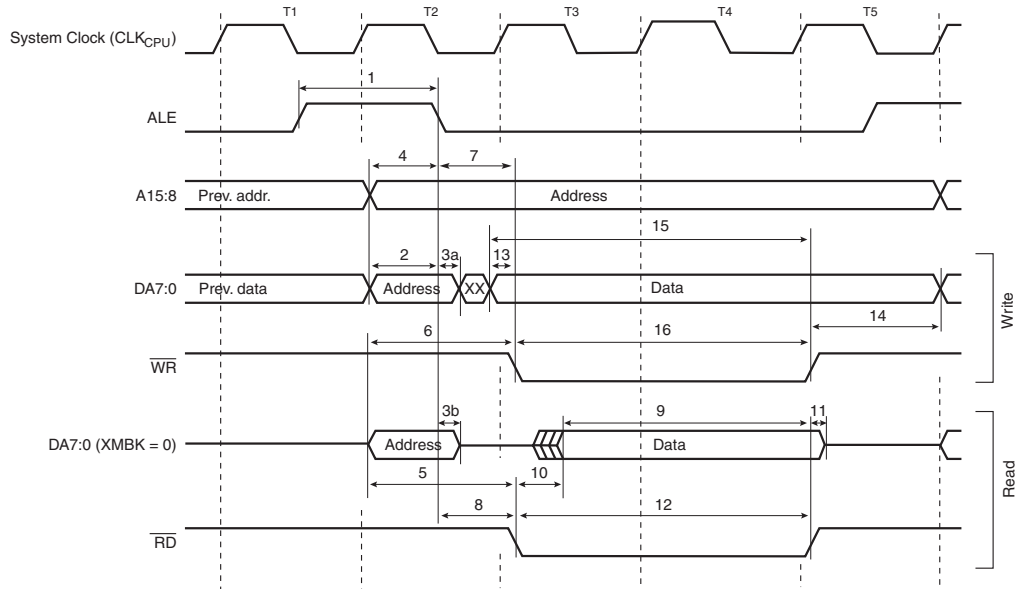 T1 T2 T3 T4 T5
System Clock (CLKCPU)
1
ALE
4 7
A15:8 Prev. addr. Address
15
2 3a 13
DA7:0 Prev. data Address XX Data
14
6 16
WR
Write
3b 9 11
DA7:0 (XMBK = 0) Address Data
5 10
8 12
RD
Read